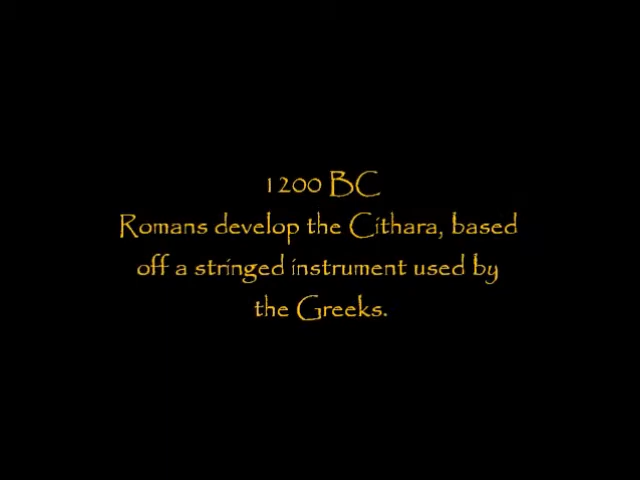 1200 BC
Romans develop the Cithara, based
off a stringed instrument used by
the Greeks.